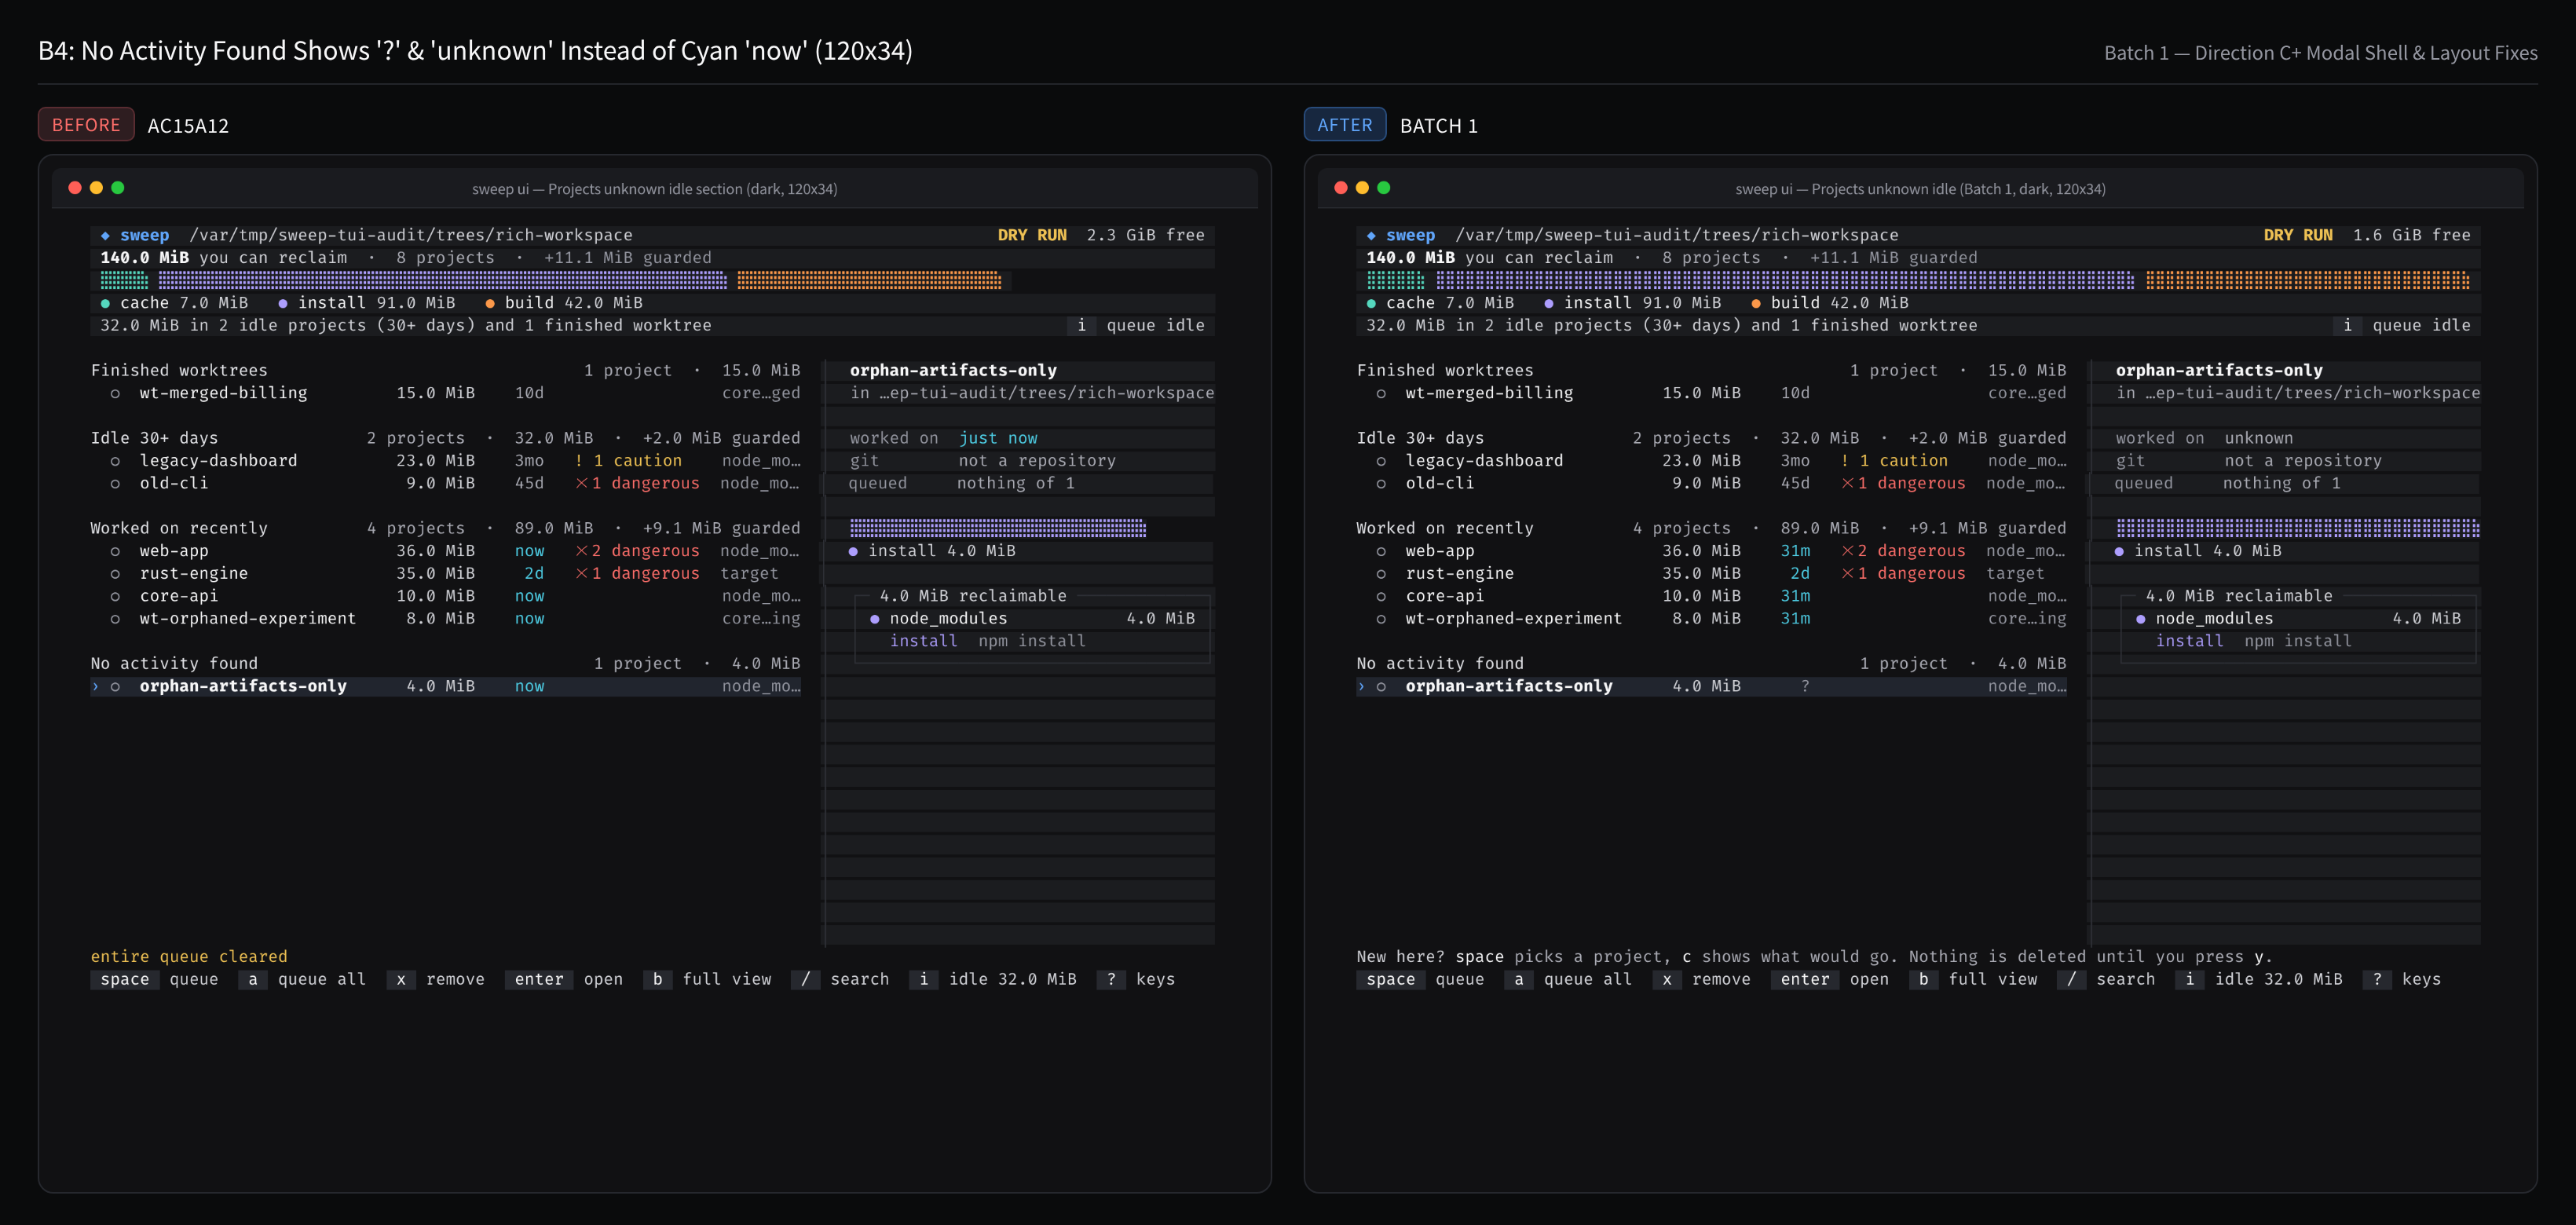 B4: No Activity Found Shows '?' & 'unknown' Instead of Cyan 'now' (120x34)
Batch 1 — Direction C+ Modal Shell & Layout Fixes
BEFORE AC15A12
sweep ui — Projects unknown idle section (dark, 120x34)
◆ sweep /var/tmp/sweep-tui-audit/trees/rich-workspace DRY RUN 2.3 GiB free
140.0 MiB you can reclaim · 8 projects · +11.1 MiB guarded
● cache 7.0 MiB ● install 91.0 MiB ● build 42.0 MiB
32.0 MiB in 2 idle projects (30+ days) and 1 finished worktree i queue idle
Finished worktrees 1 project · 15.0 MiB
○ wt-merged-billing 15.0 MiB 10d core…ged
Idle 30+ days 2 projects · 32.0 MiB · +2.0 MiB guarded
○ legacy-dashboard 23.0 MiB 3mo ! 1 caution node_mo…
○ old-cli 9.0 MiB 45d ×1 dangerous node_mo…
Worked on recently 4 projects · 89.0 MiB · +9.1 MiB guarded
○ web-app 36.0 MiB now ×2 dangerous node_mo…
○ rust-engine 35.0 MiB 2d ×1 dangerous target
○ core-api 10.0 MiB now node_mo…
○ wt-orphaned-experiment 8.0 MiB now core…ing
No activity found 1 project · 4.0 MiB
› ○ orphan-artifacts-only 4.0 MiB now node_mo…
orphan-artifacts-only
in …ep-tui-audit/trees/rich-workspace
worked on just now
git not a repository
queued nothing of 1
● install 4.0 MiB
4.0 MiB reclaimable
● node_modules 4.0 MiB
install npm install
entire queue cleared
space queue a queue all x remove enter open b full view / search i idle 32.0 MiB ? keys
AFTER BATCH 1
sweep ui — Projects unknown idle (Batch 1, dark, 120x34)
◆ sweep /var/tmp/sweep-tui-audit/trees/rich-workspace DRY RUN 1.6 GiB free
140.0 MiB you can reclaim · 8 projects · +11.1 MiB guarded
● cache 7.0 MiB ● install 91.0 MiB ● build 42.0 MiB
32.0 MiB in 2 idle projects (30+ days) and 1 finished worktree i queue idle
Finished worktrees 1 project · 15.0 MiB
○ wt-merged-billing 15.0 MiB 10d core…ged
Idle 30+ days 2 projects · 32.0 MiB · +2.0 MiB guarded
○ legacy-dashboard 23.0 MiB 3mo ! 1 caution node_mo…
○ old-cli 9.0 MiB 45d ×1 dangerous node_mo…
Worked on recently 4 projects · 89.0 MiB · +9.1 MiB guarded
○ web-app 36.0 MiB 31m ×2 dangerous node_mo…
○ rust-engine 35.0 MiB 2d ×1 dangerous target
○ core-api 10.0 MiB 31m node_mo…
○ wt-orphaned-experiment 8.0 MiB 31m core…ing
No activity found 1 project · 4.0 MiB
› ○ orphan-artifacts-only 4.0 MiB ? node_mo…
orphan-artifacts-only
in …ep-tui-audit/trees/rich-workspace
worked on unknown
git not a repository
queued nothing of 1
● install 4.0 MiB
4.0 MiB reclaimable
● node_modules 4.0 MiB
install npm install
New here? space picks a project, c shows what would go. Nothing is deleted until you press y.
space queue a queue all x remove enter open b full view / search i idle 32.0 MiB ? keys